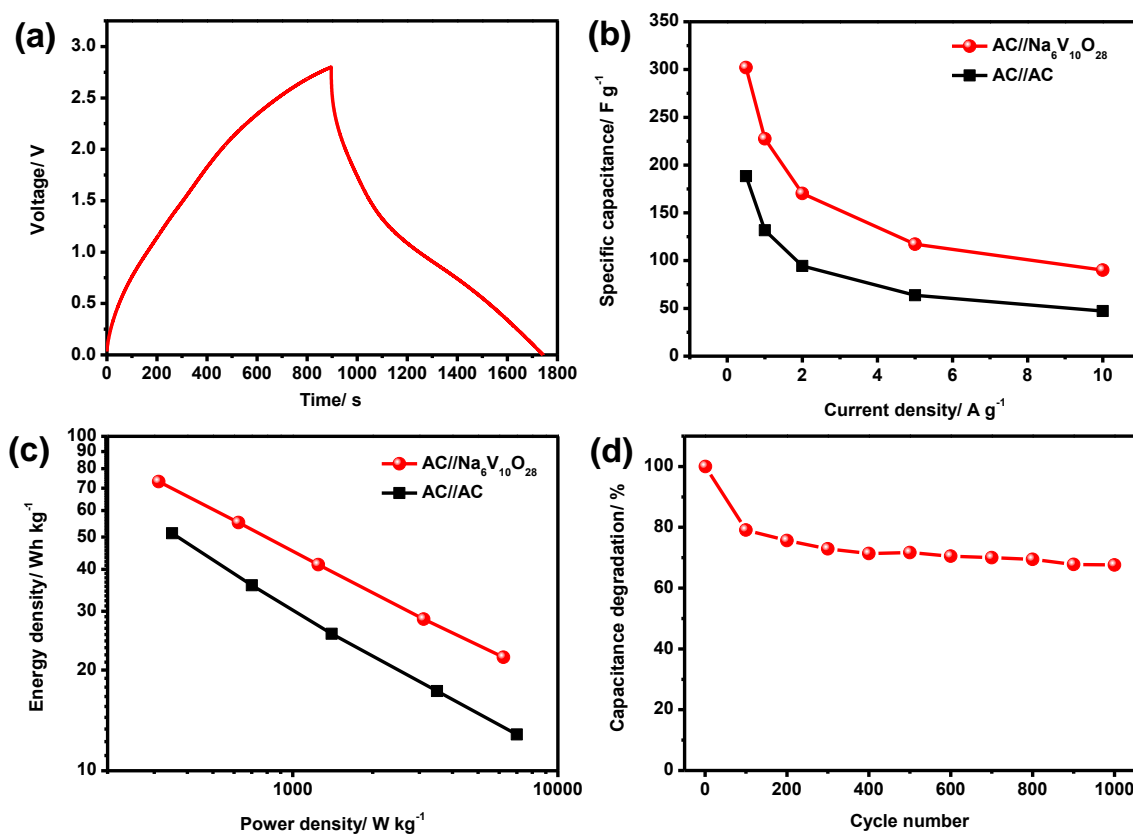 (a)
3.0
2.5
2.0
1.5
1.0
0.5
0.0
Voltage/ V
0 200 400 600 800 1000 1200 1400 1600 1800
Time/ s
(b)
350
300
250
200
150
100
50
0
Specific capacitance/ F g⁻¹
AC//Na₆V₁₀O₂₈
AC//AC
0 2 4 6 8 10
Current density/ A g⁻¹
(c)
100
90
80
70
60
50
40
30
20
10
Energy density/ Wh kg⁻¹
AC//Na₆V₁₀O₂₈
AC//AC
1000 10000
Power density/ W kg⁻¹
(d)
100
80
60
40
20
0
Capacitance degradation/ %
0 200 400 600 800 1000
Cycle number